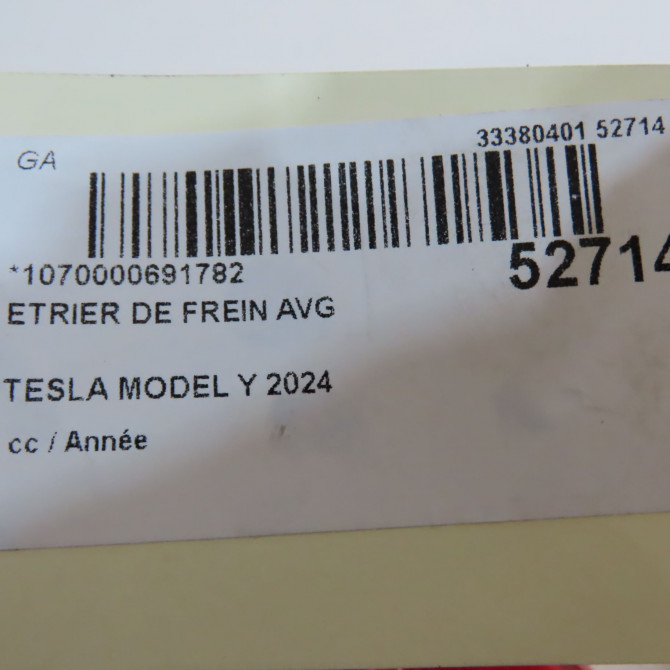 GA
33380401 52714
*1070000691782
52714
ETRIER DE FREIN AVG
TESLA MODEL Y 2024
cc / Année